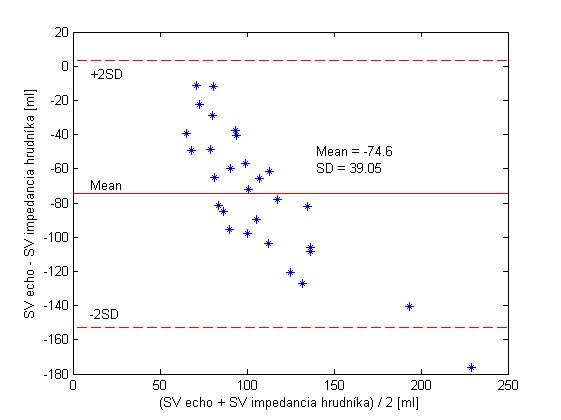 20
0
-20
-40
-60
-80
-100
-120
-140
-160
-180
SV echo - SV impedancia hrudníka [ml]
+2SD
Mean = -74.6
SD = 39.05
Mean
-2SD
0 50 100 150 200 250
(SV echo + SV impedancia hrudníka) / 2 [ml]